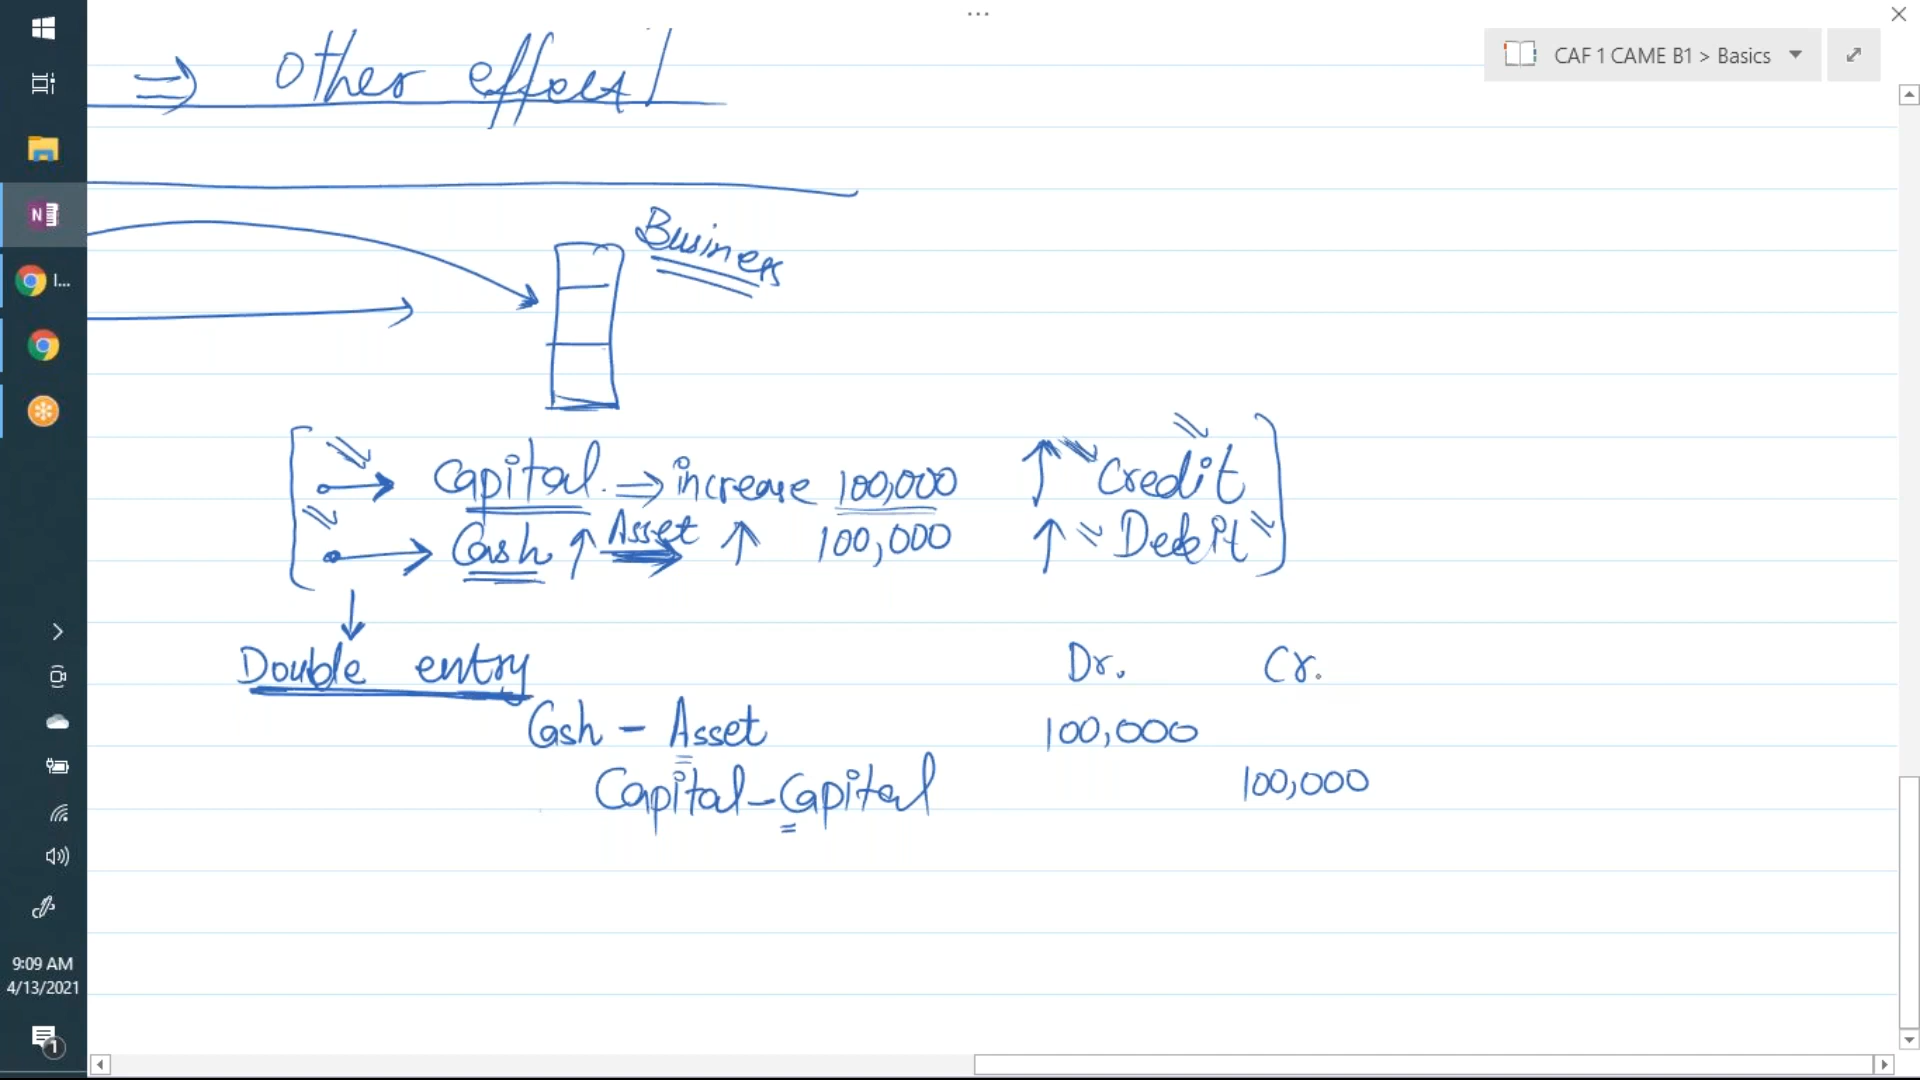 ...
CAF 1 CAME B1 > Basics
⇒ other effect
Business
→ Capital. ⇒ increase 100,000 ↑ Credit
→ Cash ↑ Asset ↑ 100,000 ↑ Debit
Double entry Dr. Cr.
Cash - Asset 100,000
Capital - Capital 100,000
N
I...
9:09 AM
4/13/2021
1